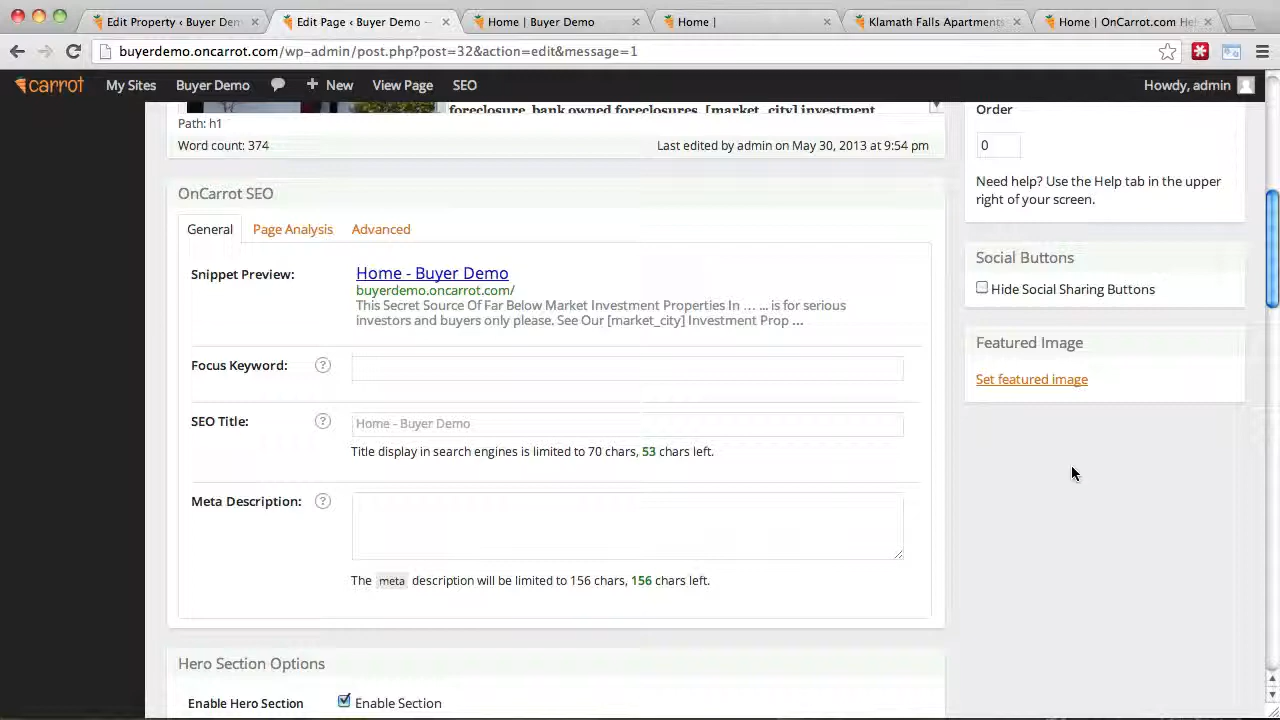 Edit Property ‹ Buyer De
Edit Page ‹ Buyer Demo —
Home | Buyer Demo
Home |
Klamath Falls Apartments
Home | OnCarrot.com Hel
buyerdemo.oncarrot.com/wp-admin/post.php?post=32&action=edit&message=1
carrot My Sites Buyer Demo + New View Page SEO Howdy, admin
foreclosure, bank owned foreclosures, [market_city] investment
Path: h1
Word count: 374
Last edited by admin on May 30, 2013 at 9:54 pm
Order
0
Need help? Use the Help tab in the upper
right of your screen.
OnCarrot SEO
General Page Analysis Advanced
Snippet Preview:
Home - Buyer Demo
buyerdemo.oncarrot.com/
This Secret Source Of Far Below Market Investment Properties In … ... is for serious
investors and buyers only please. See Our [market_city] Investment Prop ...
Focus Keyword: ?
SEO Title: ? Home - Buyer Demo
Title display in search engines is limited to 70 chars, 53 chars left.
Meta Description: ?
The meta description will be limited to 156 chars, 156 chars left.
Social Buttons
Hide Social Sharing Buttons
Featured Image
Set featured image
Hero Section Options
Enable Hero Section Enable Section